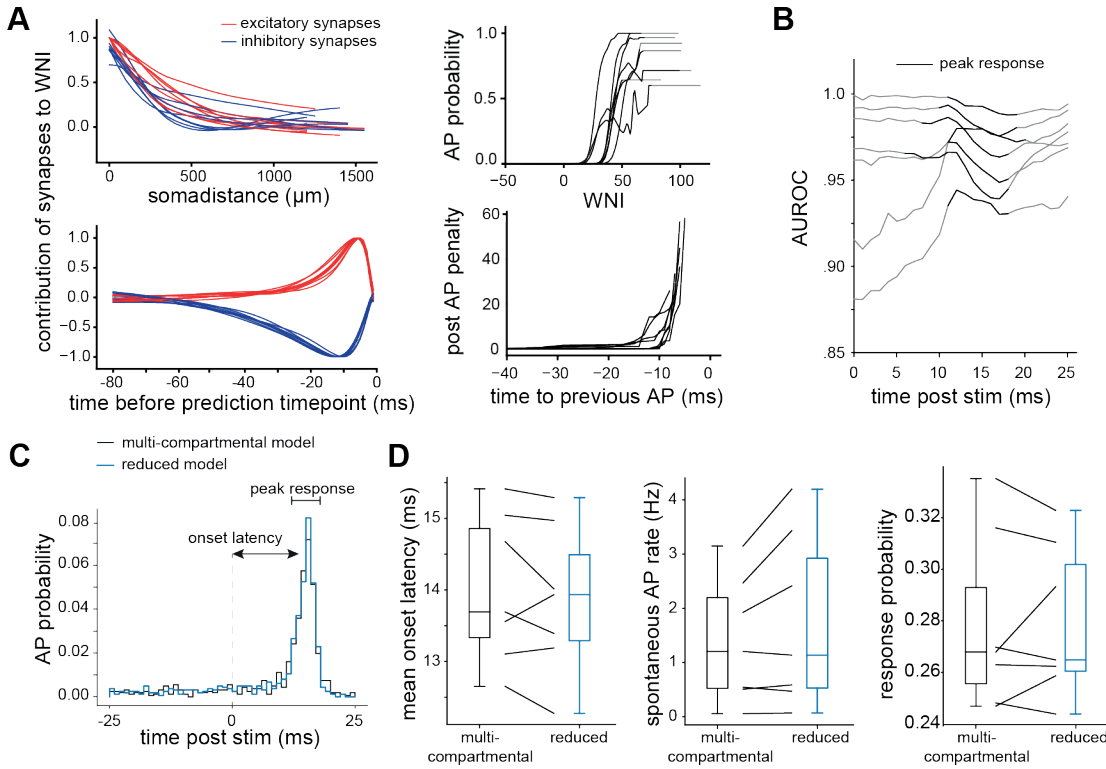 A
excitatory synapses
inhibitory synapses
contribution of synapses to WNI
1.0
0.5
0.0
0
500
1000
1500
somadistance (µm)
1.0
0.5
0.0
−0.5
−1.0
-80
-60
-40
-20
0
time before prediction timepoint (ms)
AP probability
1.0
0.5
0.0
−50
0
50
100
WNI
post AP penalty
60
40
20
0
−40
−30
−20
−10
0
time to previous AP (ms)
B
peak response
AUROC
1.0
.95
.90
.85
0
5
10
15
20
25
time post stim (ms)
C
multi-compartmental model
reduced model
peak response
onset latency
AP probability
0.08
0.06
0.04
0.02
0.00
-25
0
25
time post stim (ms)
D
mean onset latency (ms)
15
14
13
multi-
compartmental
reduced
spontaneous AP rate (Hz)
4
3
2
1
0
multi-
compartmental
reduced
response probability
0.32
0.30
0.28
0.26
0.24
multi-
compartmental
reduced